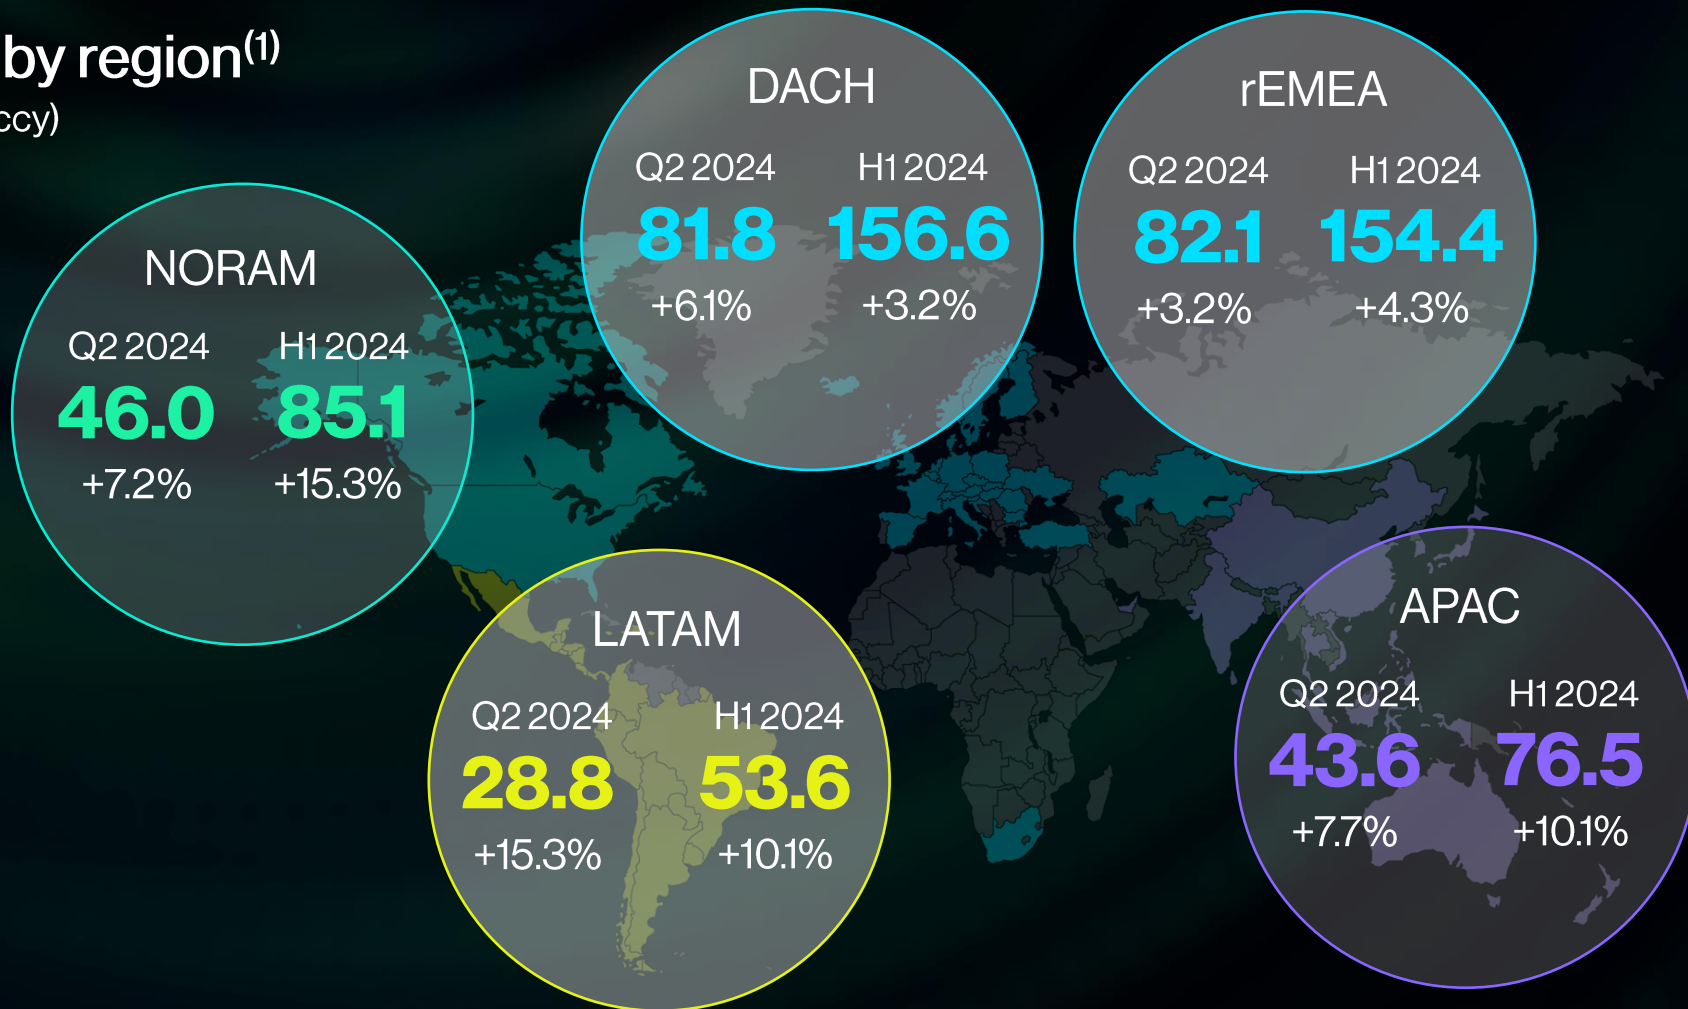 by region(1)
ccy)
DACH
Q2 2024 H1 2024
81.8 156.6
+6.1% +3.2%
rEMEA
Q2 2024 H1 2024
82.1 154.4
+3.2% +4.3%
NORAM
Q2 2024 H1 2024
46.0 85.1
+7.2% +15.3%
LATAM
Q2 2024 H1 2024
28.8 53.6
+15.3% +10.1%
APAC
Q2 2024 H1 2024
43.6 76.5
+7.7% +10.1%